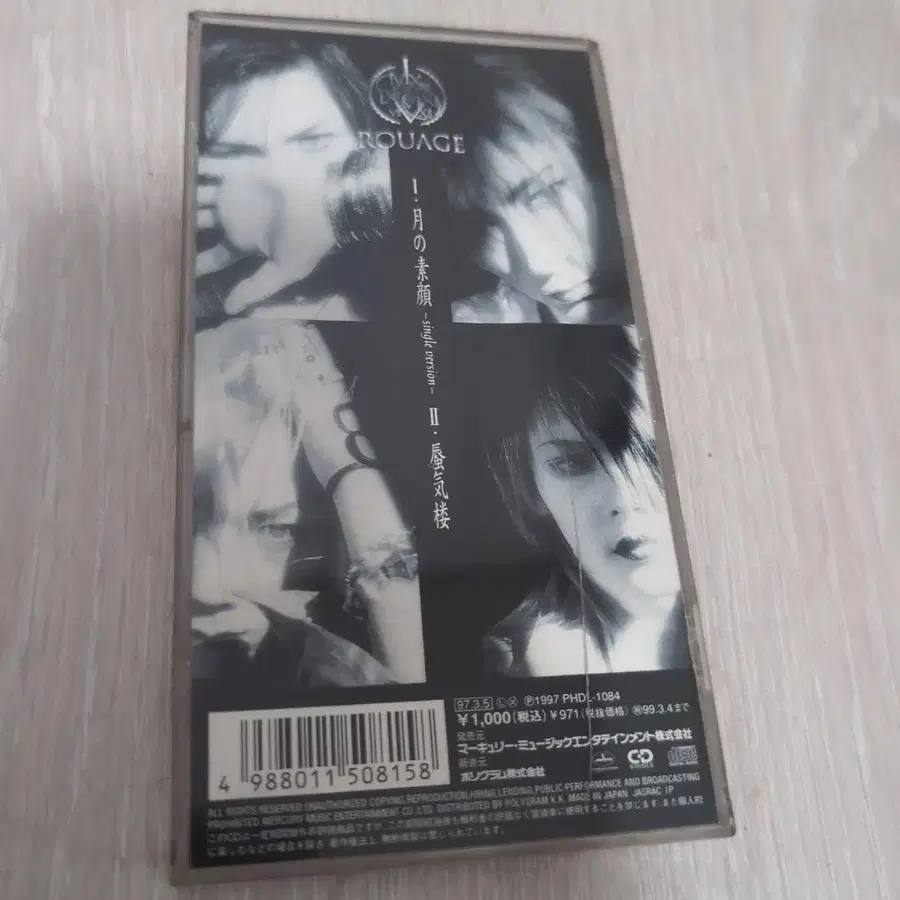 ROUAGE
I・月の素顔 -single version-
II・蜃気楼
97.3.5 Ⓛ Ⓧ Ⓟ1997 PHDL-1084
¥1,000(税込) ¥971(税抜価格) 再99.3.4まで
発売元
マーキュリー・ミュージックエンタテインメント株式会社
販売元
ポリグラム株式会社
4 988011 508158
ALL RIGHTS RESERVED UNAUTHORIZED COPYING, REPRODUCTION, HIRING, LENDING, PUBLIC PERFORMANCE AND BROADCASTING
PROHIBITED MERCURY MUSIC ENTERTAINMENT CO.,LTD. DISTRIBUTED BY POLYGRAM K.K. MADE IN JAPAN JASRAC